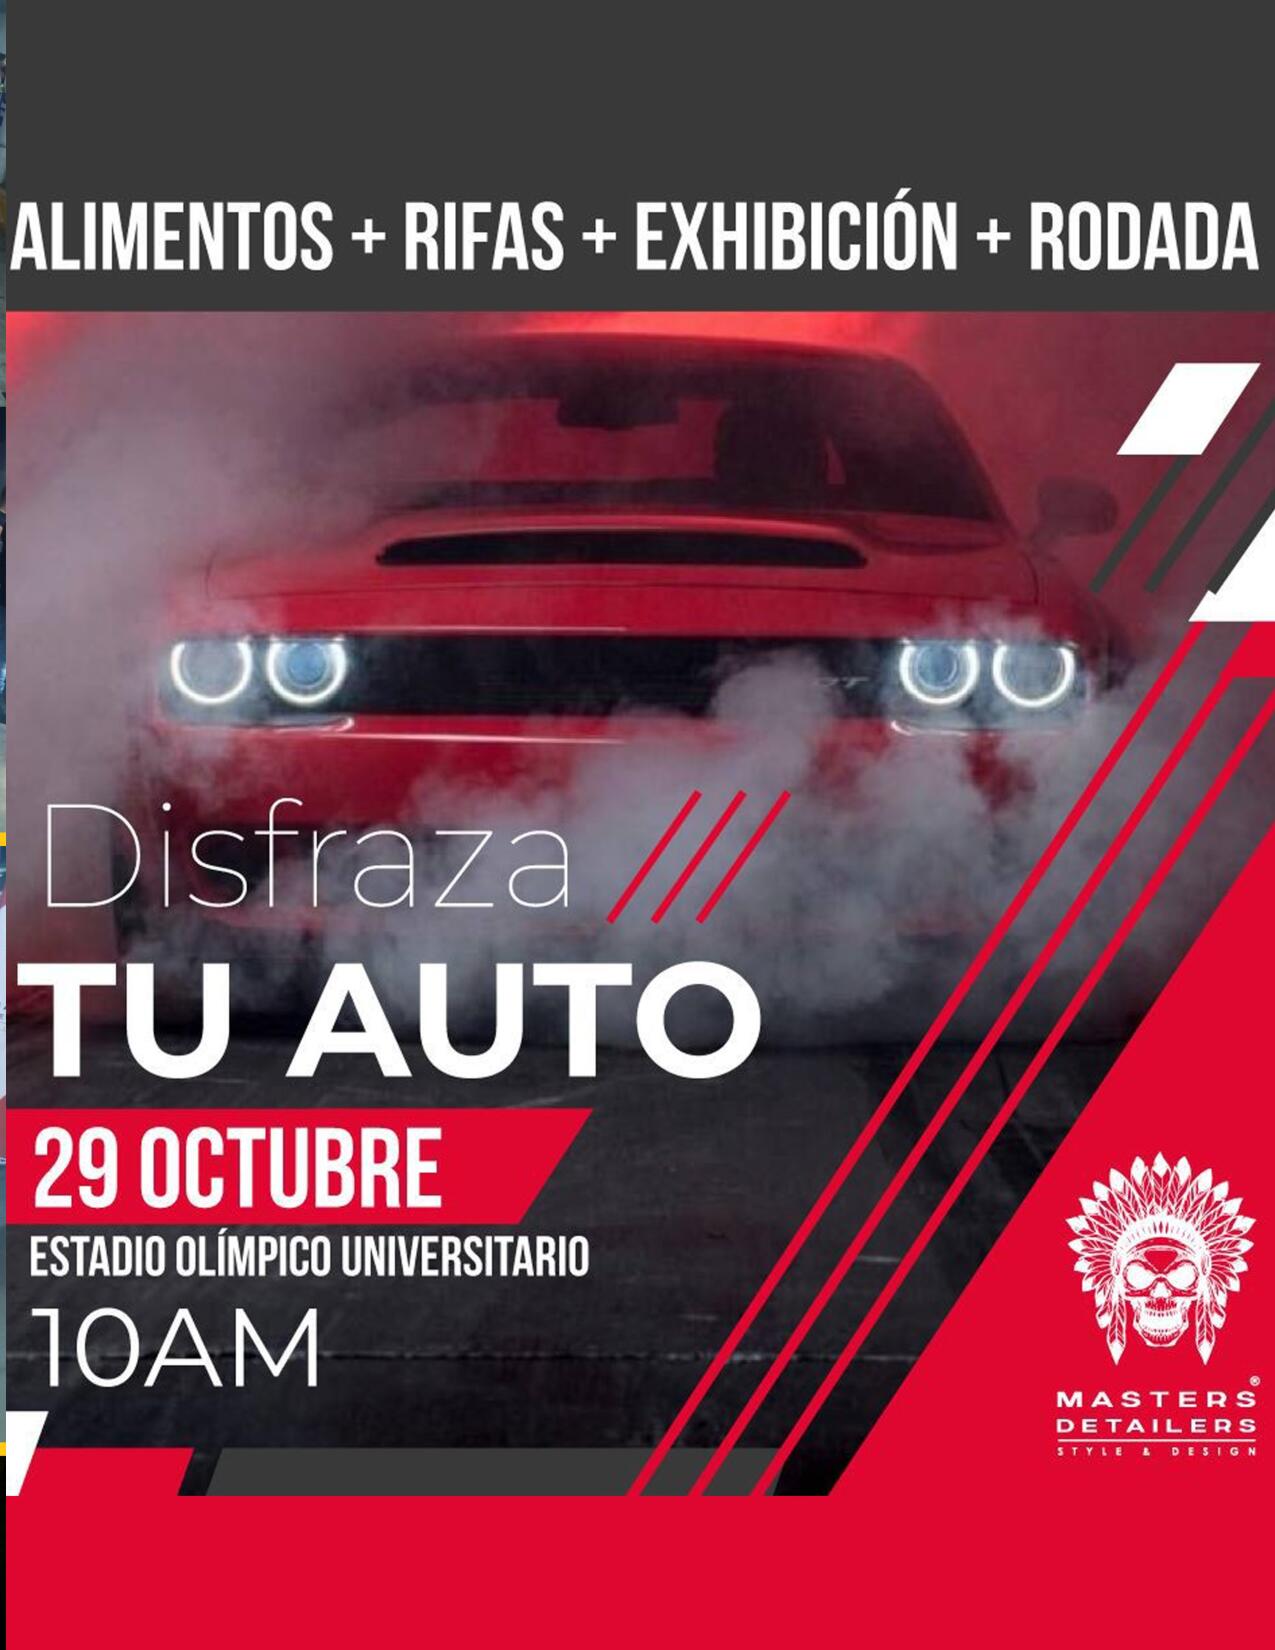 ALIMENTOS + RIFAS + EXHIBICIÓN + RODADA
Disfraza
TU AUTO
29 OCTUBRE
ESTADIO OLÍMPICO UNIVERSITARIO
10AM
MASTERS®
DETAILERS
STYLE & DESIGN